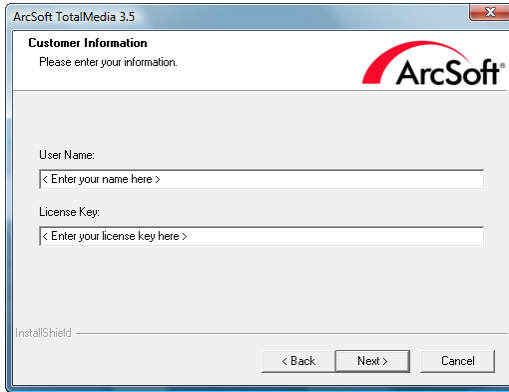 ArcSoft TotalMedia 3.5
Customer Information
Please enter your information.
ArcSoft®
User Name:
< Enter your name here >
License Key:
< Enter your license key here >
InstallShield
< Back
Next >
Cancel